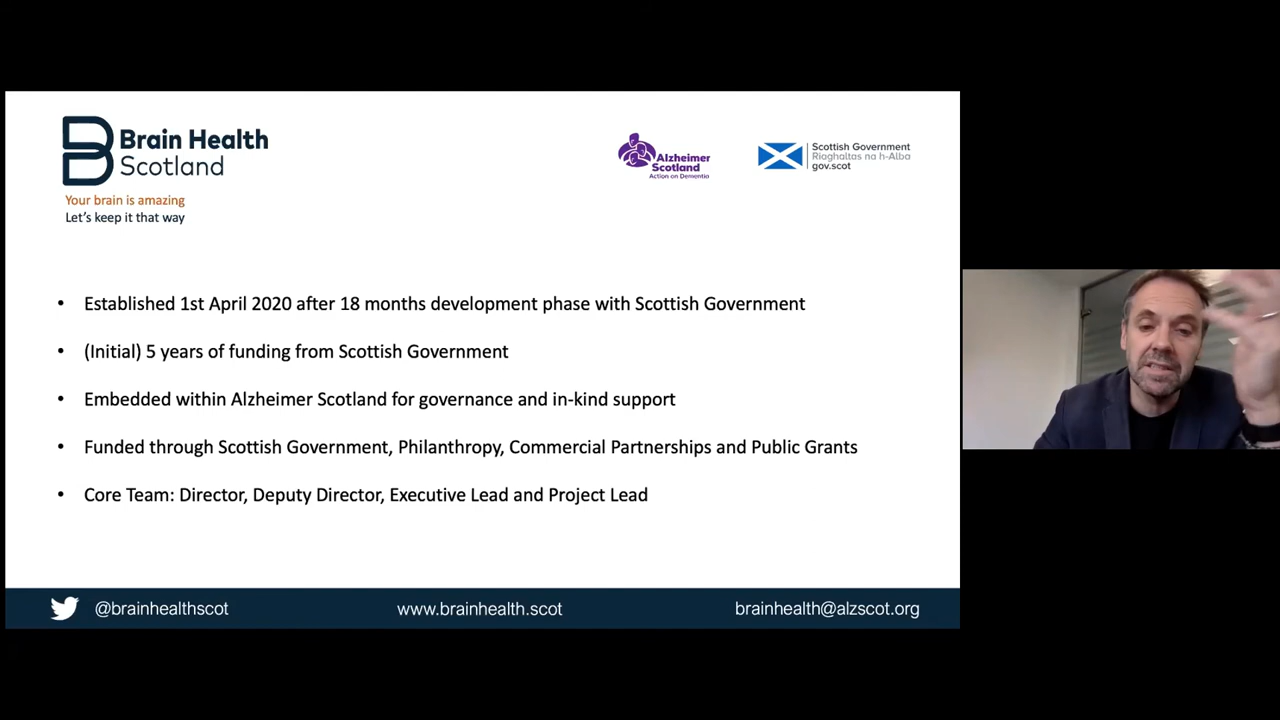 Brain Health
Scotland
Your brain is amazing
Let's keep it that way
Alzheimer
Scotland
Action on Dementia
Scottish Government
Riaghaltas na h-Alba
gov.scot
• Established 1st April 2020 after 18 months development phase with Scottish Government
• (Initial) 5 years of funding from Scottish Government
• Embedded within Alzheimer Scotland for governance and in-kind support
• Funded through Scottish Government, Philanthropy, Commercial Partnerships and Public Grants
• Core Team: Director, Deputy Director, Executive Lead and Project Lead
@brainhealthscot
www.brainhealth.scot
brainhealth@alzscot.org